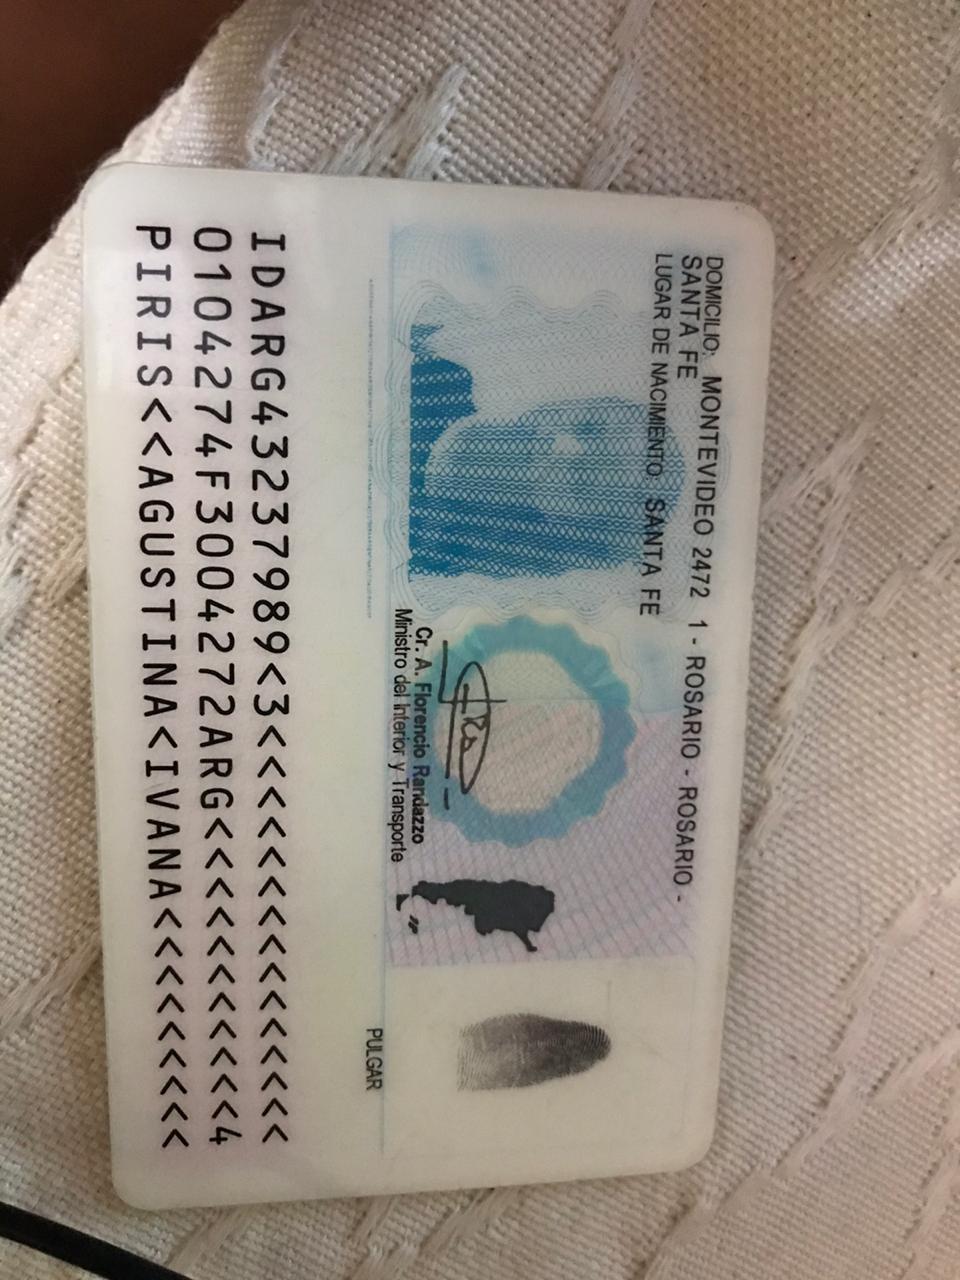 DOMICILIO: MONTEVIDEO 2472 1 - ROSARIO - ROSARIO -
SANTA FE
LUGAR DE NACIMIENTO: SANTA FE
Cr. A. Florencio Randazzo
Ministro del Interior y Transporte
PULGAR
IDARG43237989<3<<<<<<<<<<<<<<<
0104274F3004272ARG<<<<<<<<<<<4
PIRIS<<AGUSTINA<IVANA<<<<<<<<<